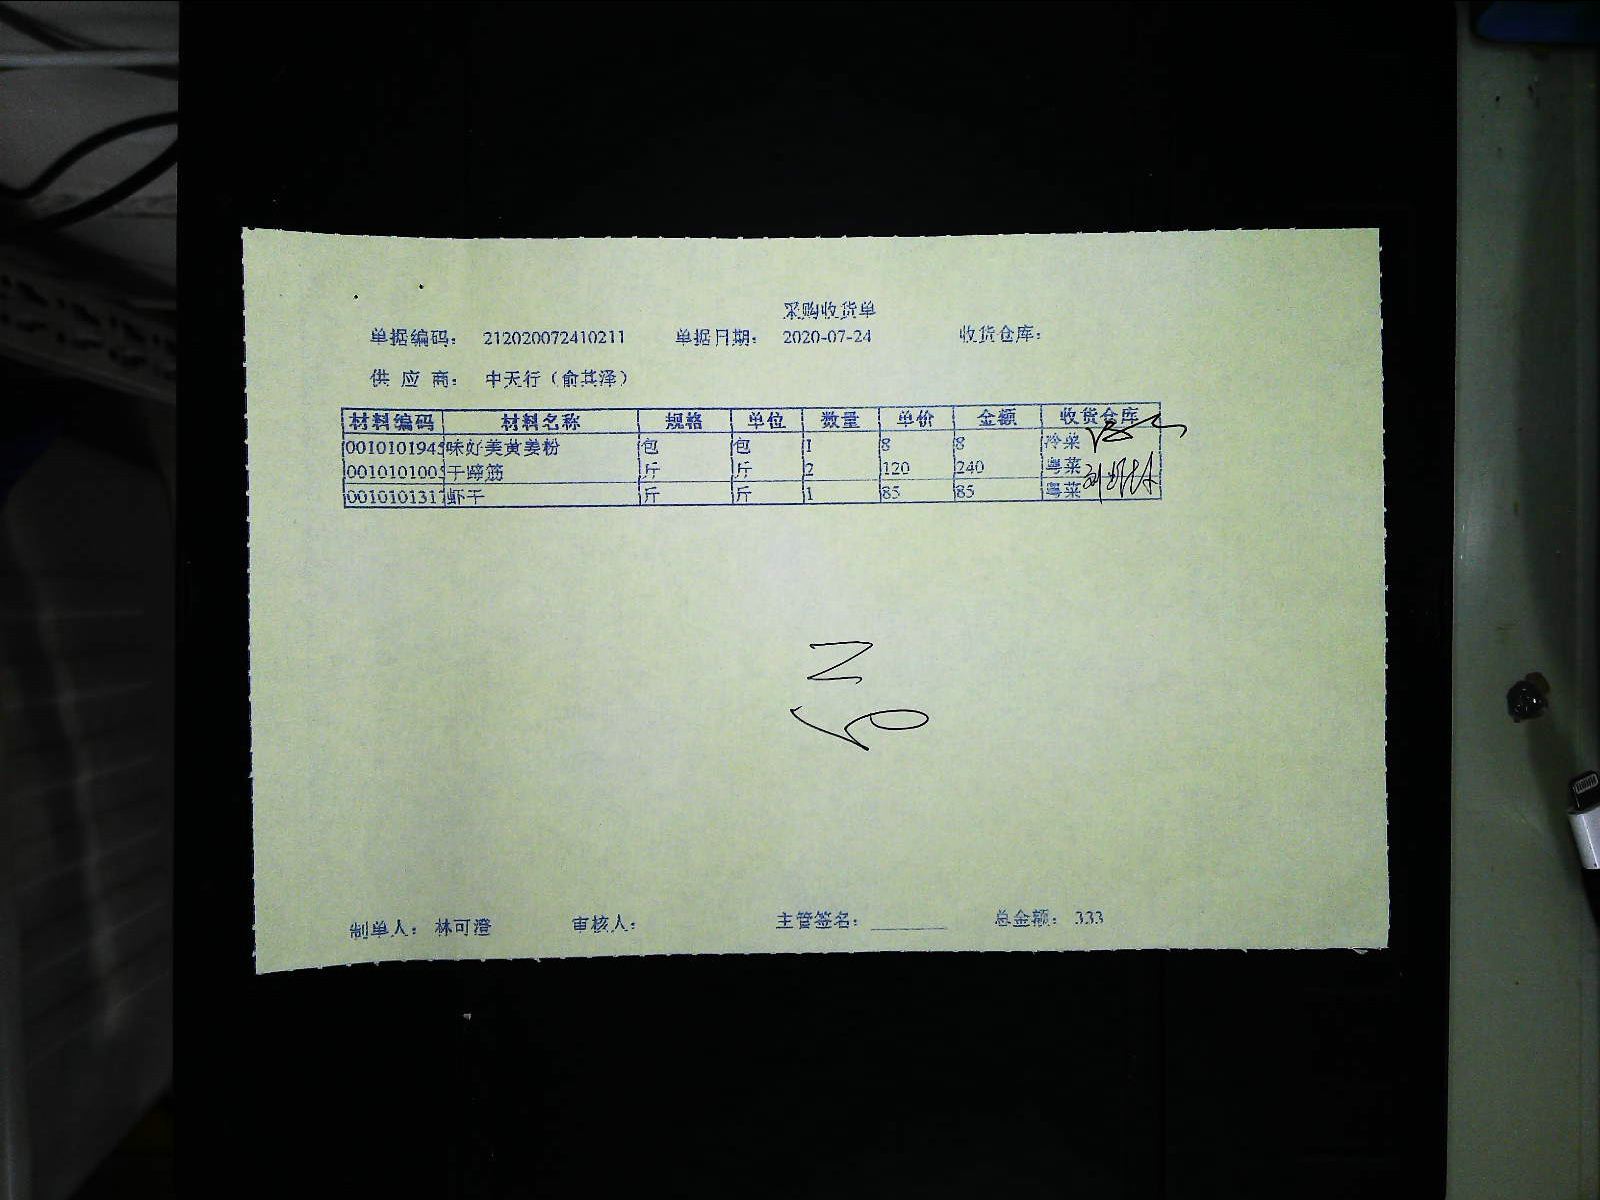 采购收货单
单据编码： 212020072410211 单据日期： 2020-07-24 收货仓库：
供 应 商： 中天行（俞其泽）
材料编码 材料名称 规格 单位 数量 单价 金额 收货仓库
001010194 味好美黄姜粉 包 包 1 8 8 冷菜
001010100 干蹄筋 斤 斤 2 120 240 粤菜
001010131 虾干 斤 斤 1 85 85 粤菜
制单人： 林可澄 审核人： 主管签名： 总金额： 333